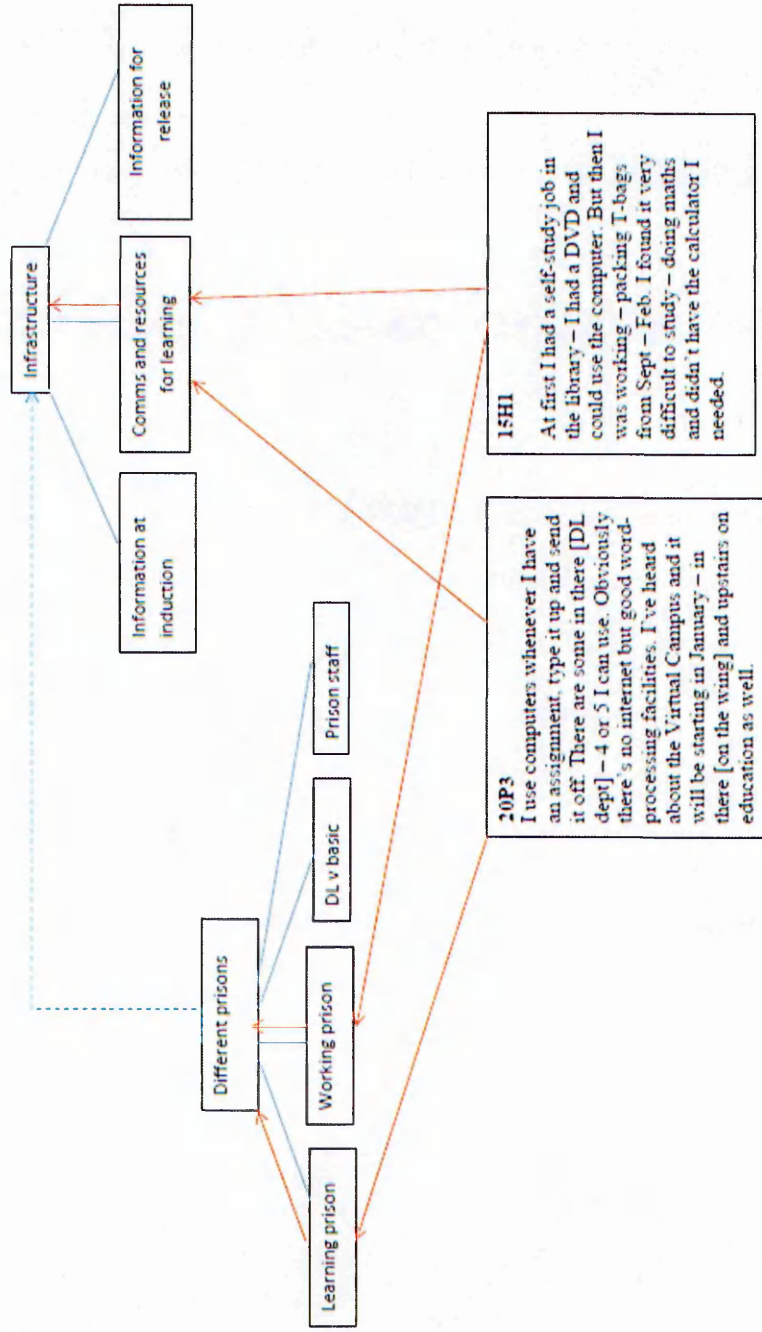 Infrastructure
Information at
induction
Comms and resources
for learning
Information for
release
Different prisons
Learning prison
Working prison
DL v basic
Prison staff
20P3
I use computers whenever I have
an assignment, type it up and send
it off. There are some in there [DL
dept] – 4 or 5 I can use. Obviously
there's no internet but good word-
processing facilities. I've heard
about the Virtual Campus and it
will be starting in January – in
there [on the wing] and upstairs on
education as well.
15H1
At first I had a self-study job in
the library – I had a DVD and
could use the computer. But then I
was working – packing T-bags
from Sept – Feb. I found it very
difficult to study – doing maths
and didn't have the calculator I
needed.